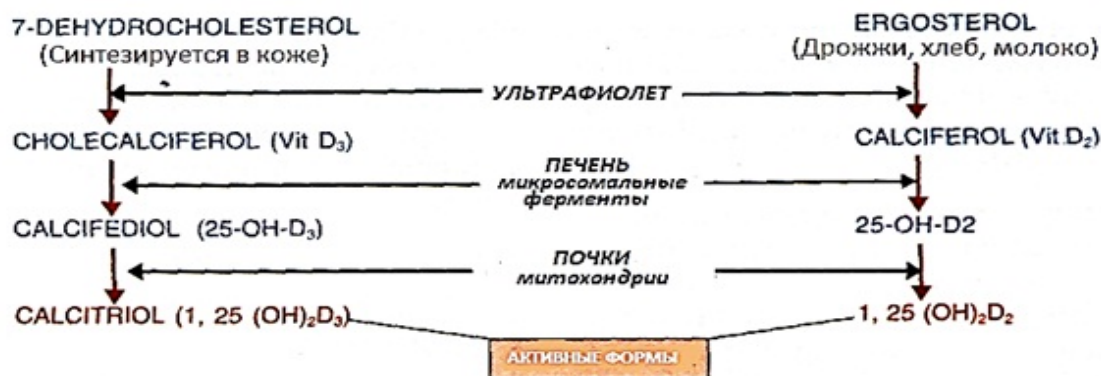 7-DEHYDROCHOLESTEROL
(Синтезируется в коже)
ERGOSTEROL
(Дрожжи, хлеб, молоко)
УЛЬТРАФИОЛЕТ
CHOLECALCIFEROL (Vit D₃)
CALCIFEROL (Vit D₂)
ПЕЧЕНЬ
микросомальные
ферменты
CALCIFEDIOL (25-OH-D₃)
25-OH-D2
ПОЧКИ
митохондрии
CALCITRIOL (1, 25 (OH)₂D₃)
1, 25 (OH)₂D₂
АКТИВНЫЕ ФОРМЫ